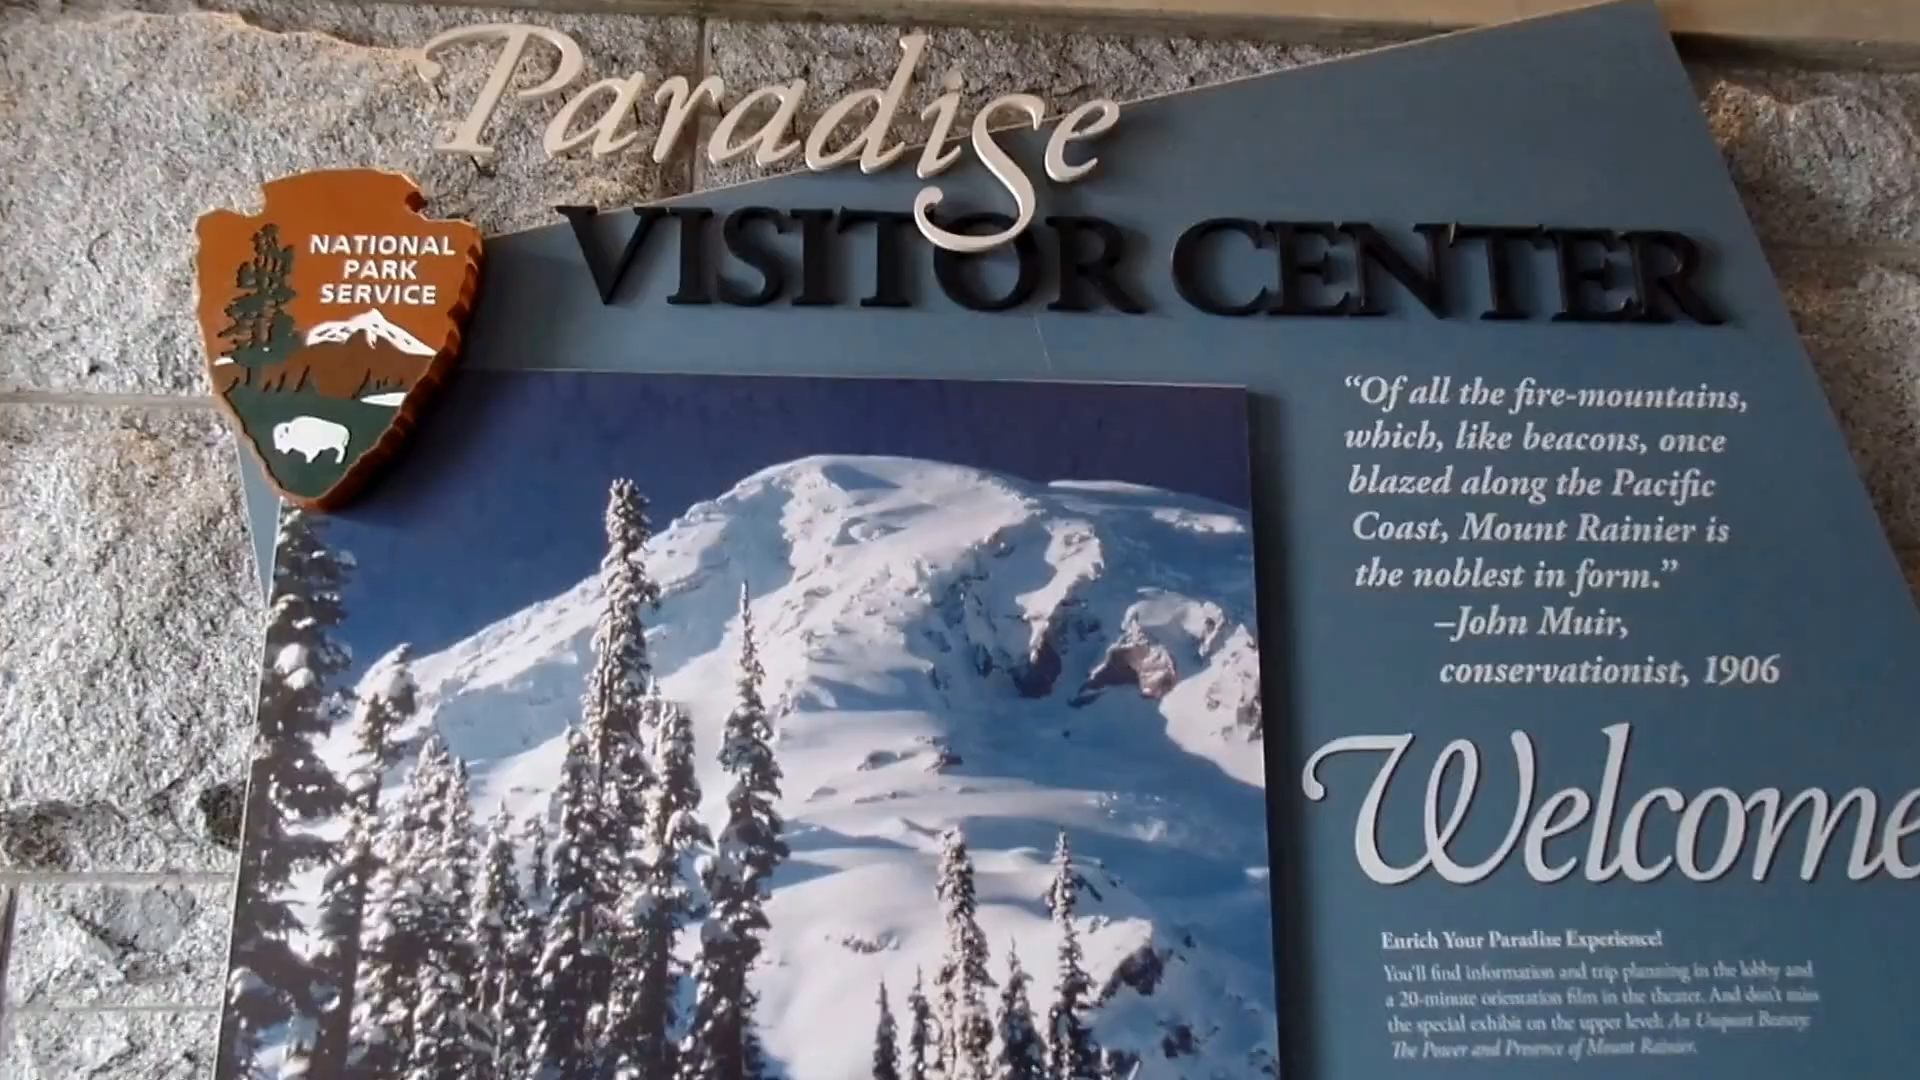 Paradise
VISITOR CENTER
NATIONAL
PARK
SERVICE
“Of all the fire-mountains,
which, like beacons, once
blazed along the Pacific
Coast, Mount Rainier is
the noblest in form.”
–John Muir,
conservationist, 1906
Welcome
Enrich Your Paradise Experience!
You'll find information and trip planning in the lobby and
a 20-minute orientation film in the theater. And don't miss
the special exhibit on the upper level: An Unquiet Beauty:
The Power and Presence of Mount Rainier.